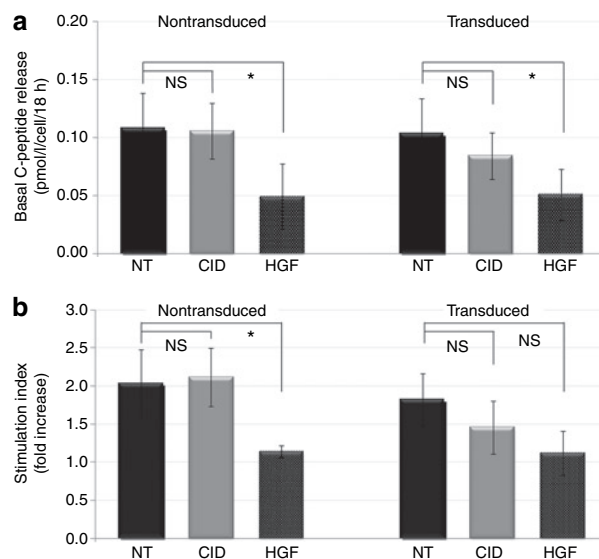 a
Nontransduced
Transduced
Basal C-peptide release
(pmol/l/cell/18 h)
0.20
0.15
0.10
0.05
0.00
NS
*
NS
*
NT
CID
HGF
NT
CID
HGF
b
Nontransduced
Transduced
Stimulation index
(fold increase)
3.0
2.5
2.0
1.5
1.0
0.5
0.0
NS
*
NS
NS
NT
CID
HGF
NT
CID
HGF